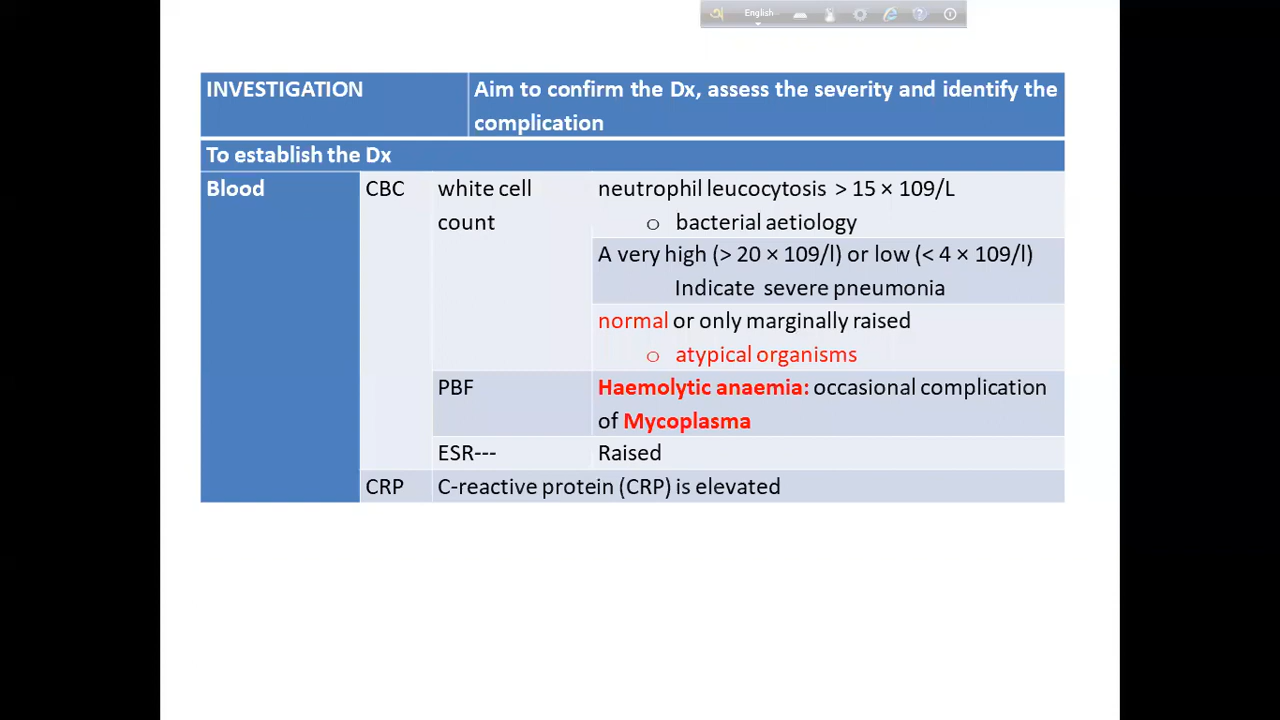 অ English
INVESTIGATION
Aim to confirm the Dx, assess the severity and identify the
complication
To establish the Dx
Blood
CBC
white cell
count
neutrophil leucocytosis > 15 × 109/L
o bacterial aetiology
A very high (> 20 × 109/l) or low (< 4 × 109/l)
Indicate severe pneumonia
normal or only marginally raised
o atypical organisms
PBF
Haemolytic anaemia: occasional complication
of Mycoplasma
ESR---
Raised
CRP
C-reactive protein (CRP) is elevated